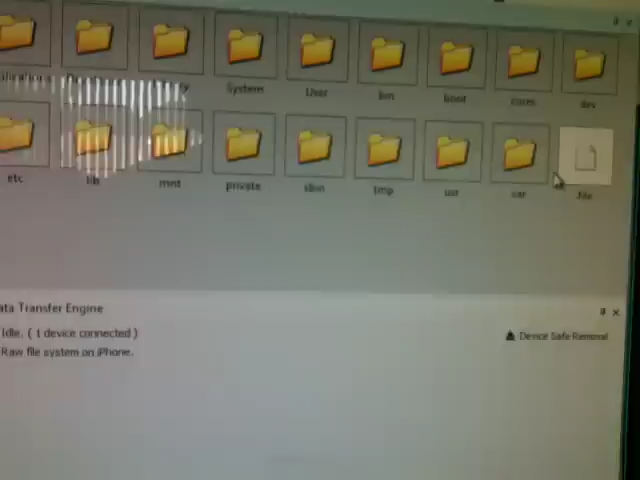 System User bin boot cores dev
etc lib mnt private sbin tmp usr var .file
ata Transfer Engine
Idle. ( 1 device connected )
Device Safe Removal
Raw file system on iPhone.